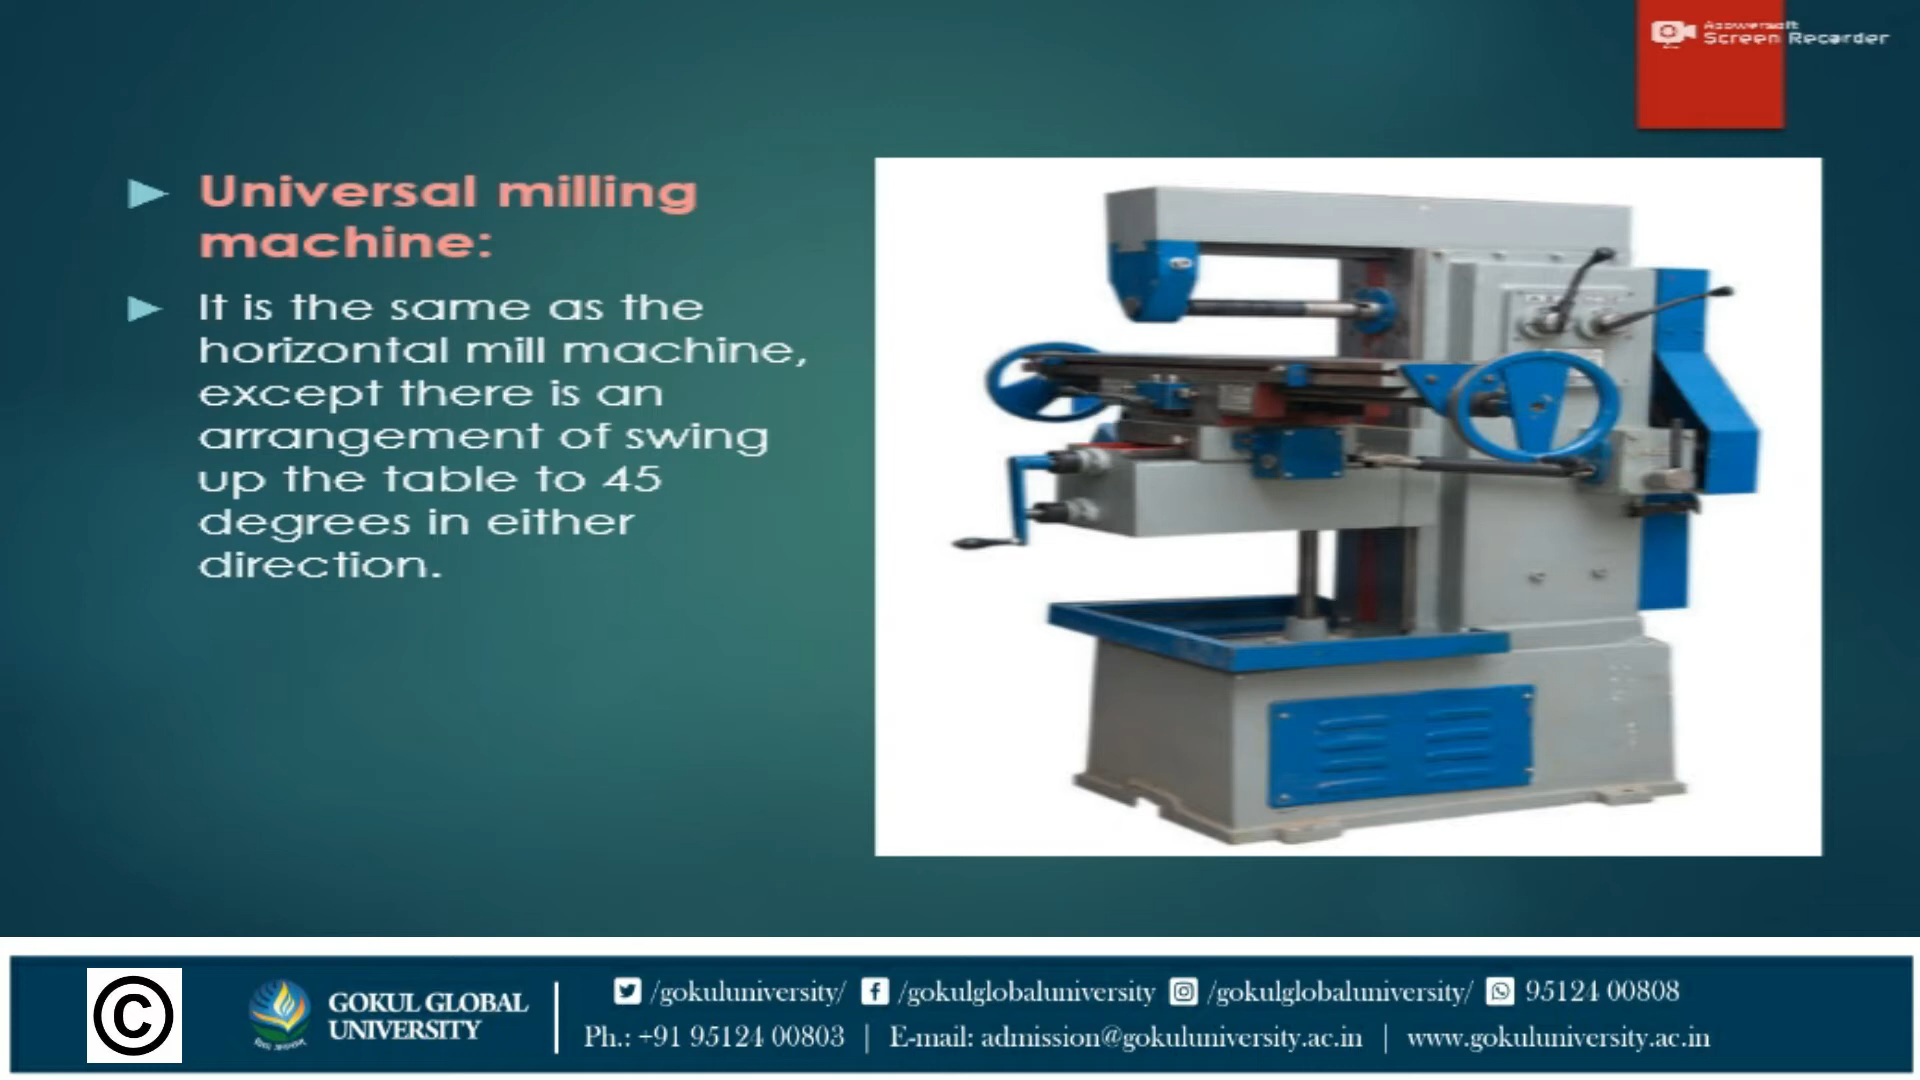 Apowersoft
Screen Recorder
Universal milling
machine:
It is the same as the
horizontal mill machine,
except there is an
arrangement of swing
up the table to 45
degrees in either
direction.
©
GOKUL GLOBAL
UNIVERSITY
/gokuluniversity/ /gokulglobaluniversity /gokulglobaluniversity/ 95124 00808
Ph.: +91 95124 00803 | E-mail: admission@gokuluniversity.ac.in | www.gokuluniversity.ac.in